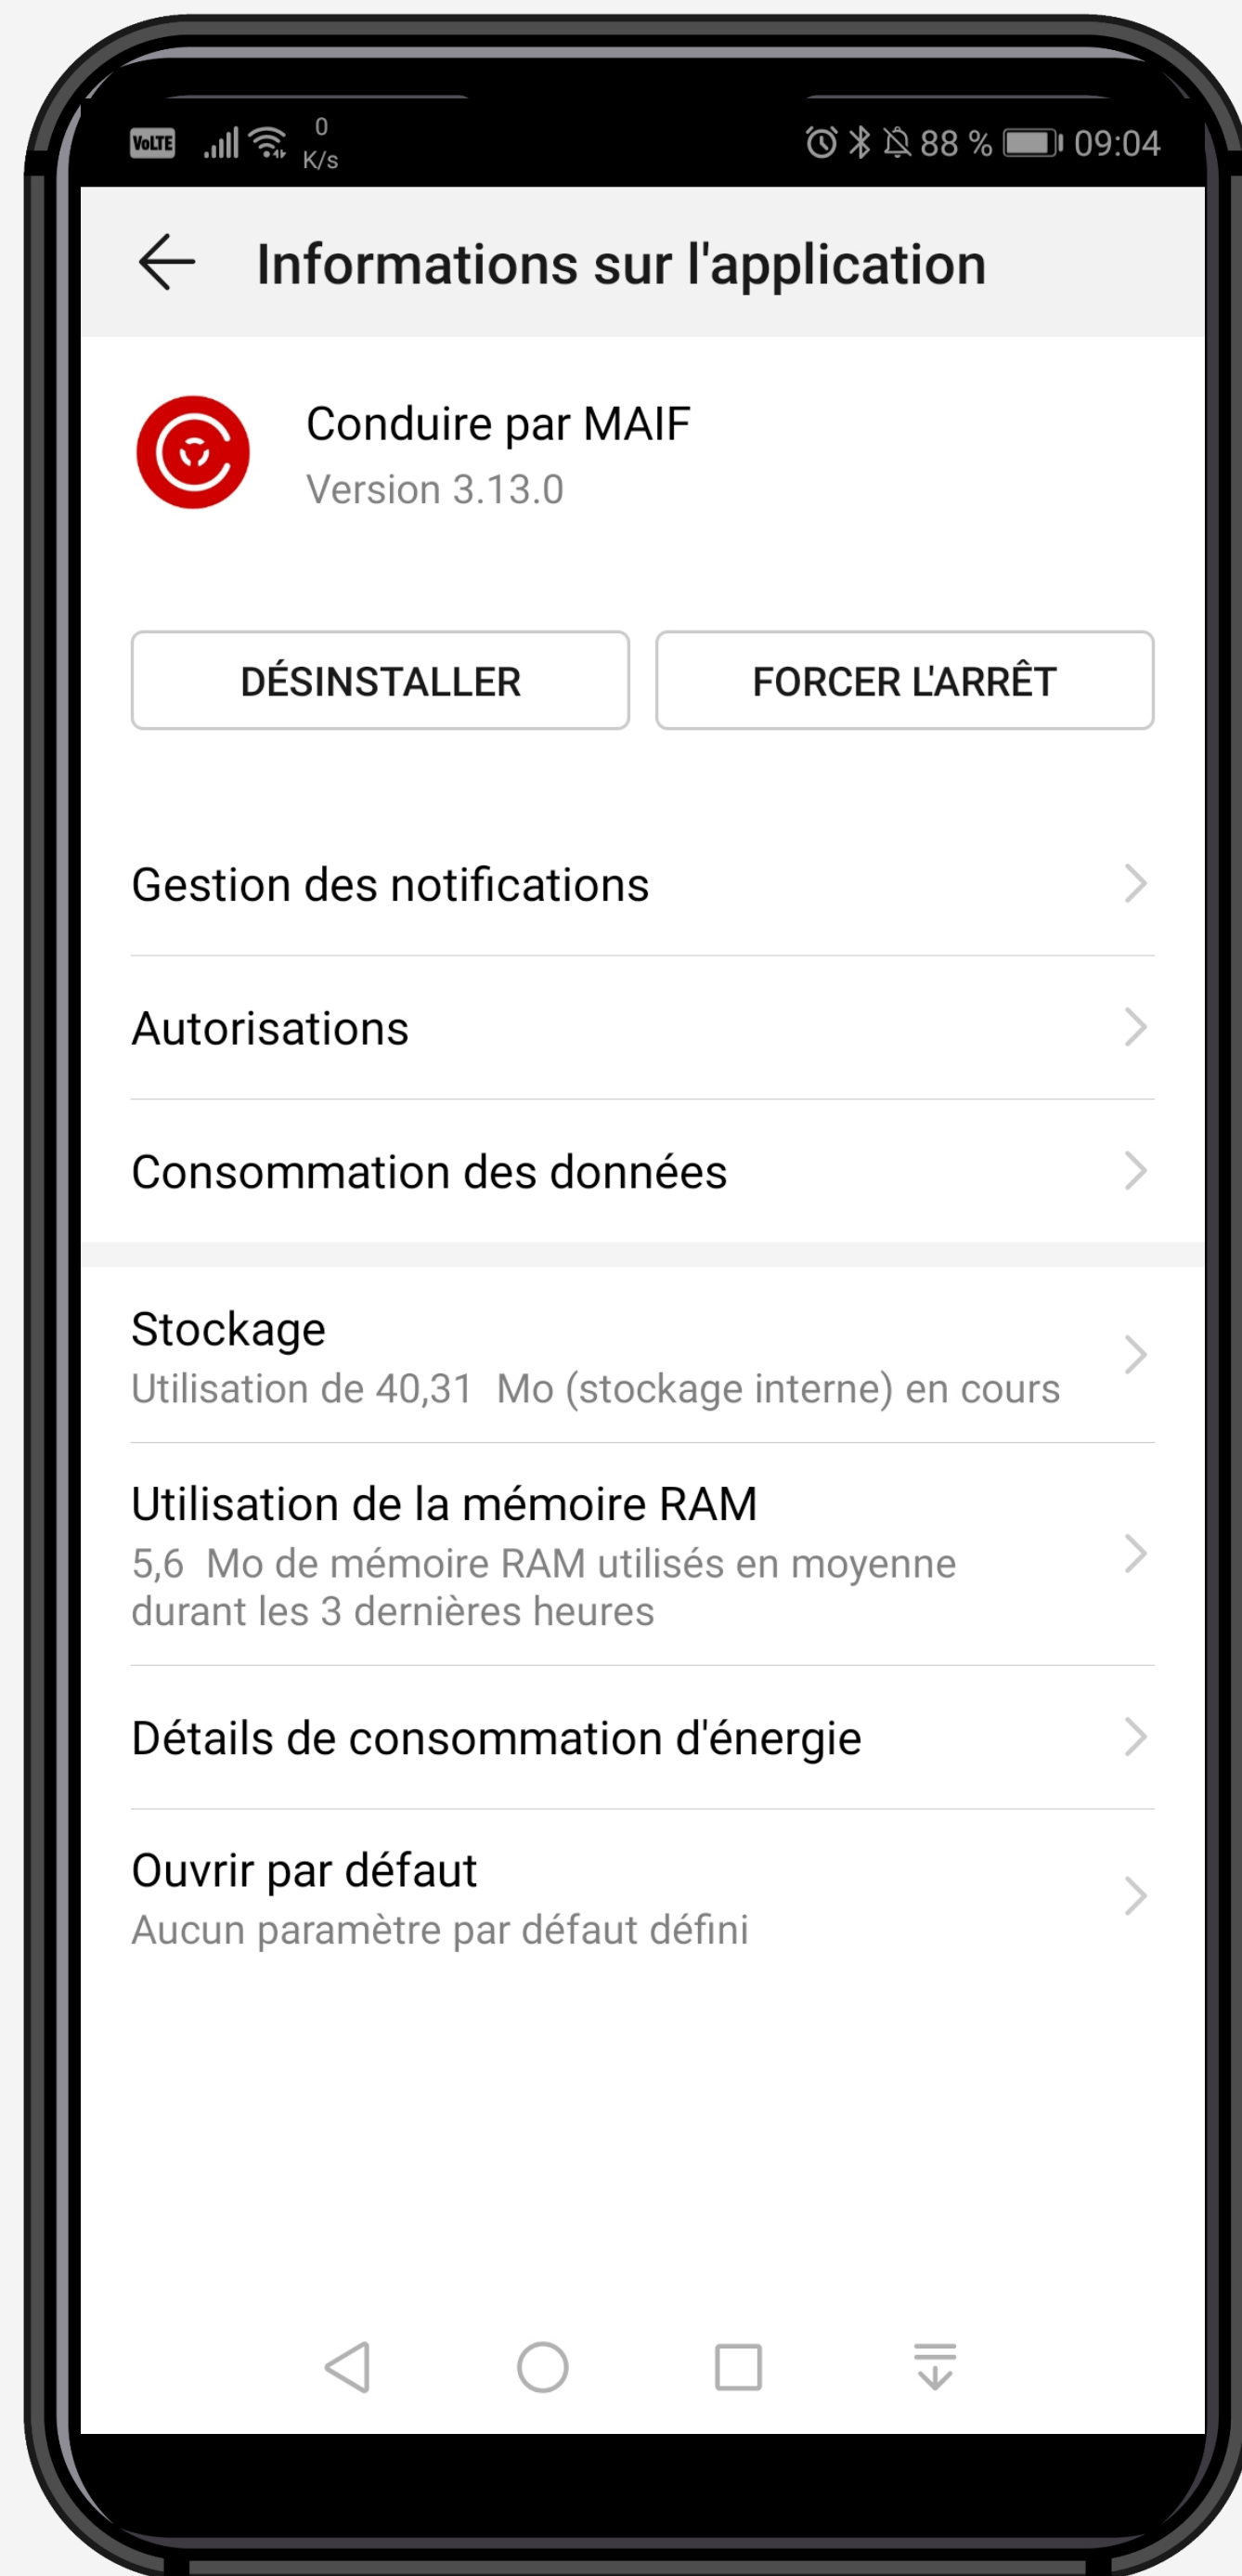 VoLTE 0 K/s 88 % 09:04
Informations sur l'application
Conduire par MAIF
Version 3.13.0
DÉSINSTALLER FORCER L'ARRÊT
Gestion des notifications
Autorisations
Consommation des données
Stockage
Utilisation de 40,31 Mo (stockage interne) en cours
Utilisation de la mémoire RAM
5,6 Mo de mémoire RAM utilisés en moyenne
durant les 3 dernières heures
Détails de consommation d'énergie
Ouvrir par défaut
Aucun paramètre par défaut défini